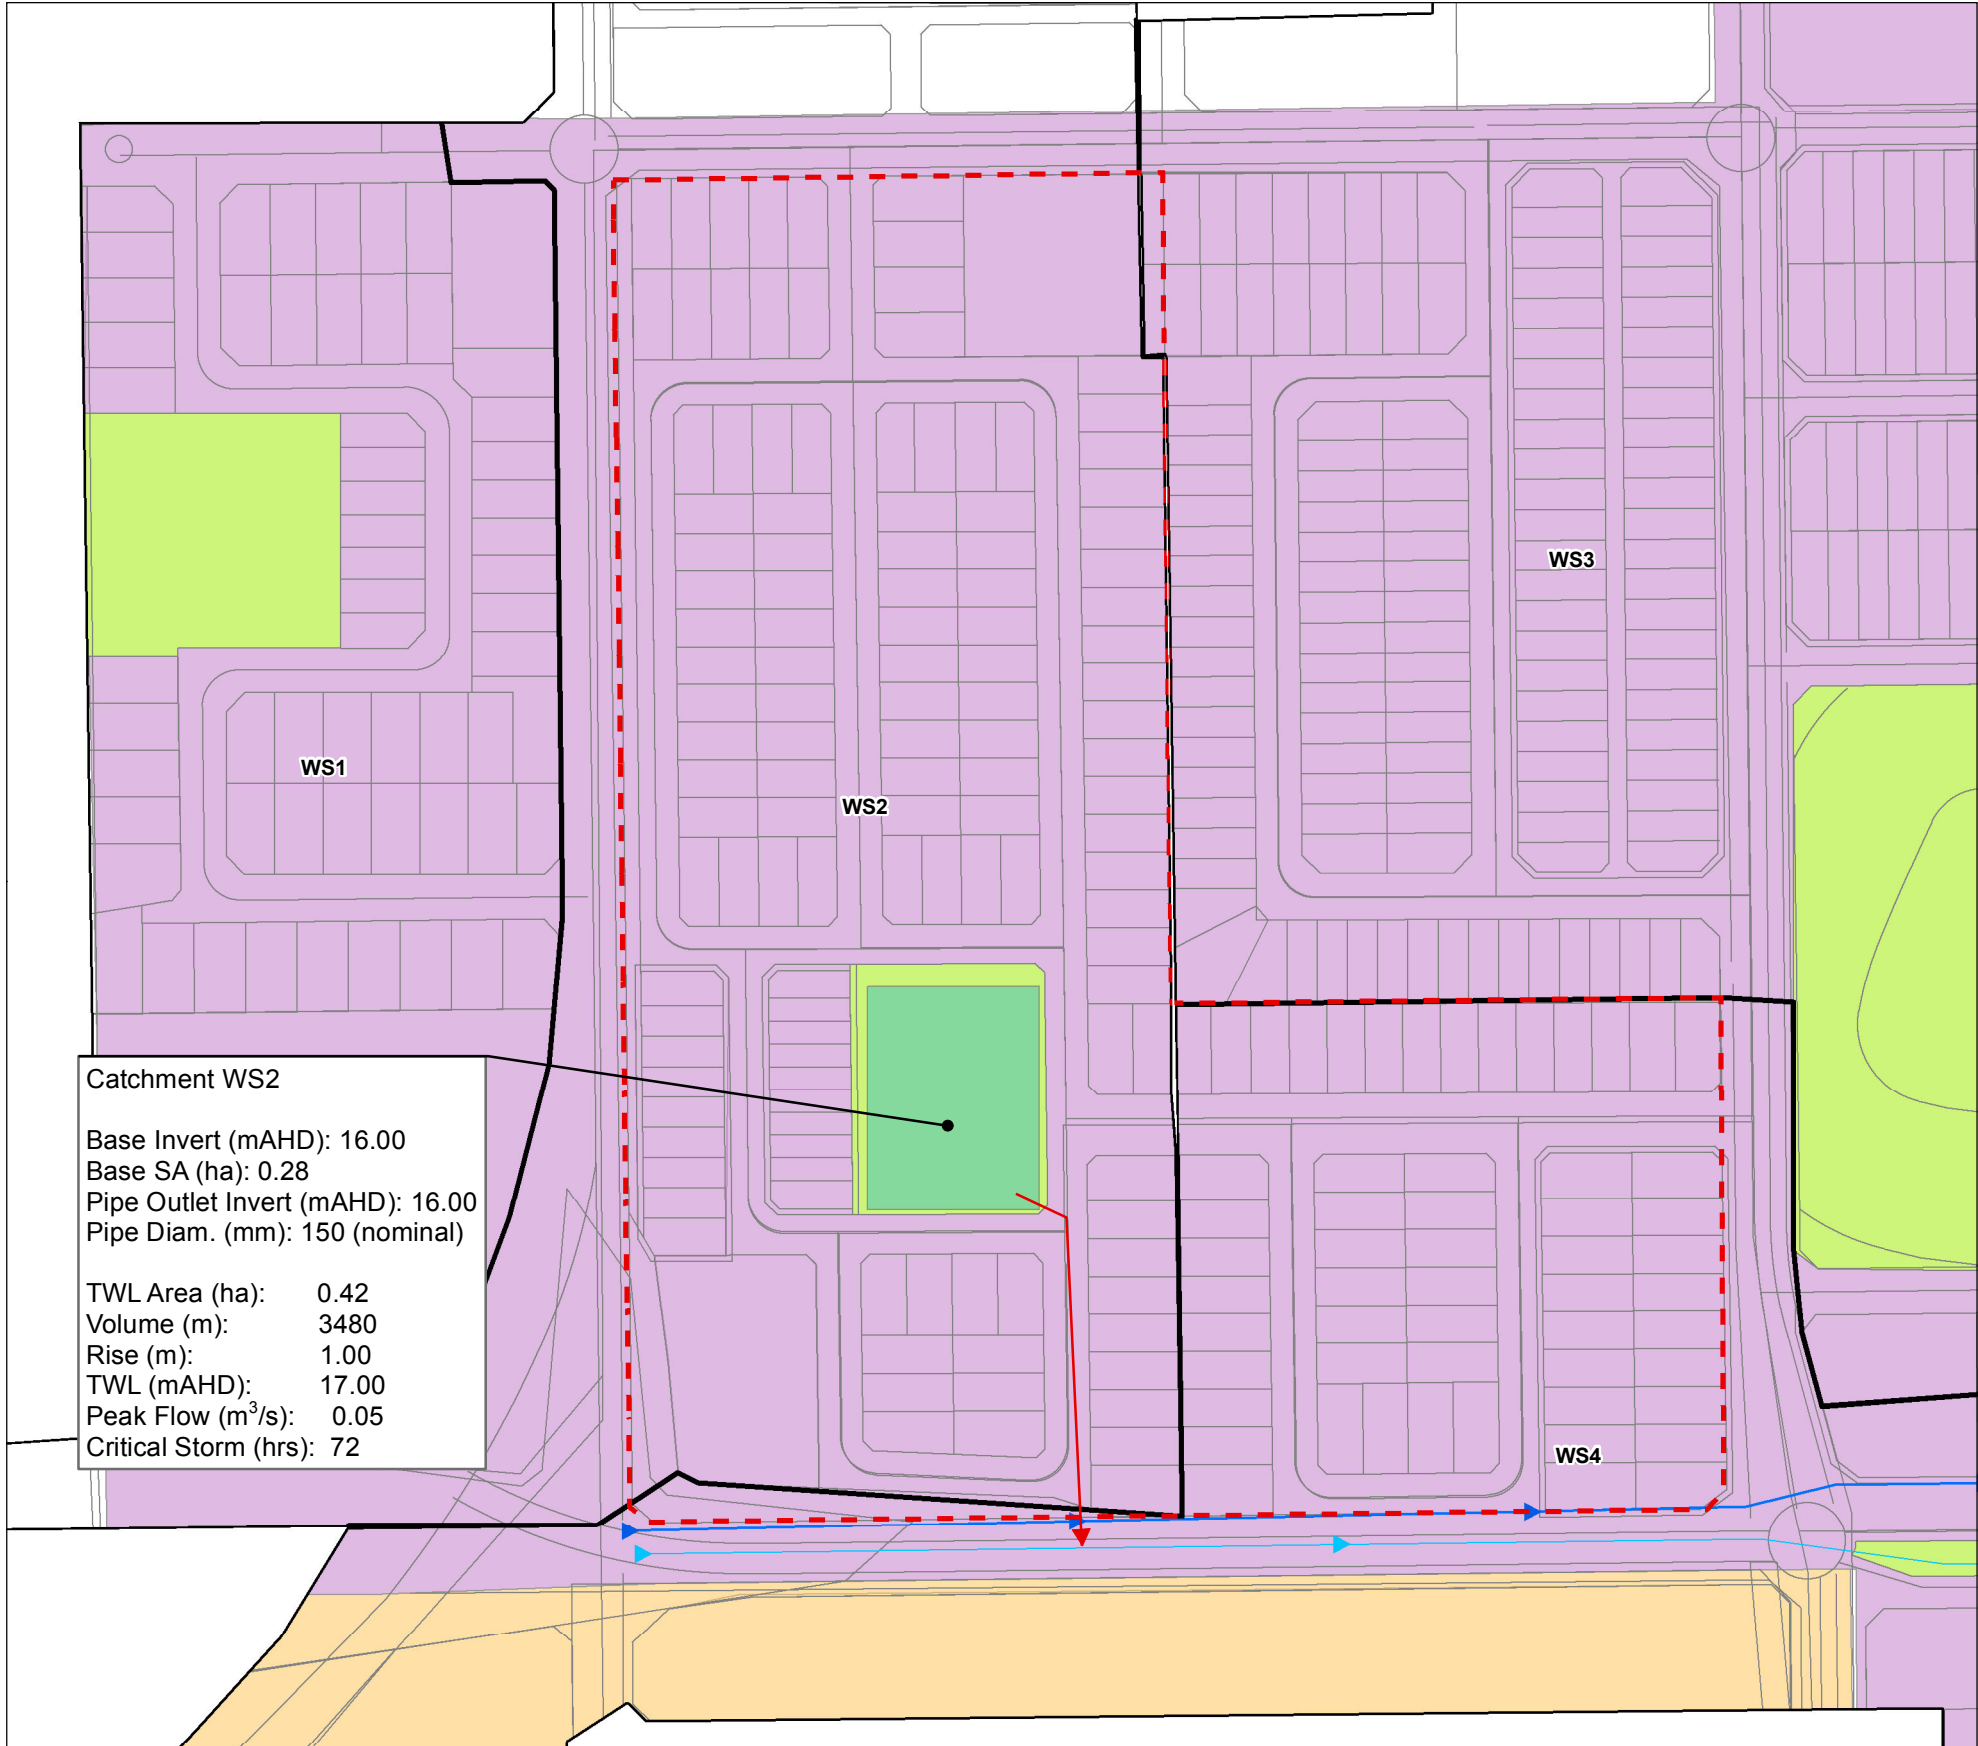 WS3
WS1
WS2
Catchment WS2
Base Invert (mAHD): 16.00
Base SA (ha): 0.28
Pipe Outlet Invert (mAHD): 16.00
Pipe Diam. (mm): 150 (nominal)
TWL Area (ha): 0.42
Volume (m): 3480
Rise (m): 1.00
TWL (mAHD): 17.00
Peak Flow (m³/s): 0.05
Critical Storm (hrs): 72
WS4